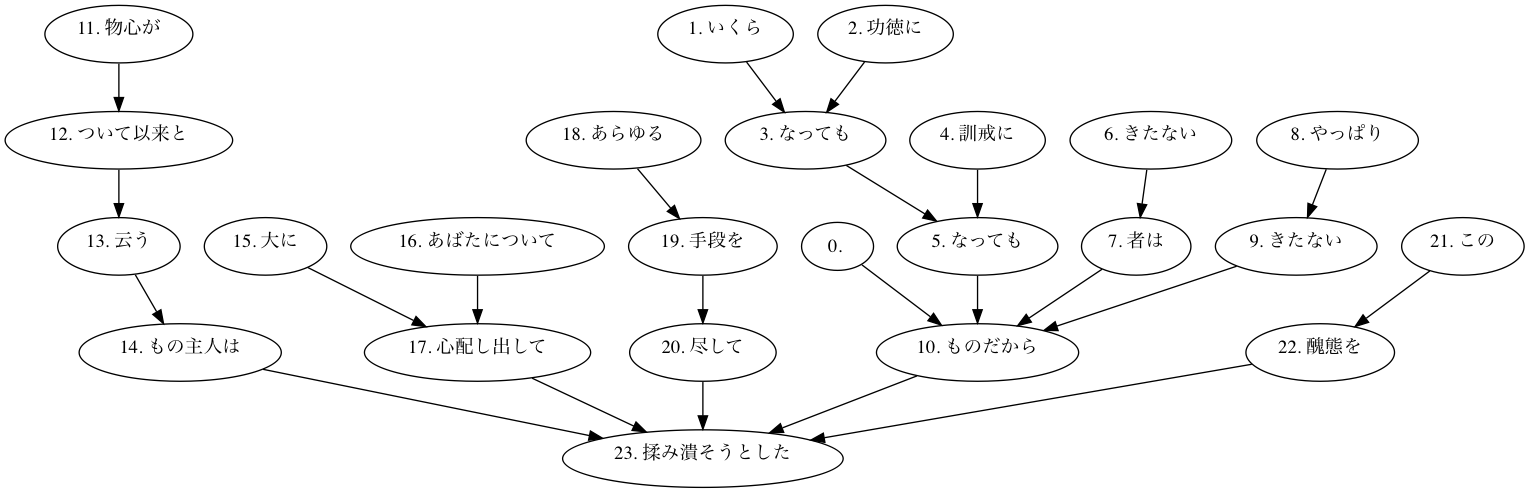 11. 物心が
1. いくら
2. 功徳に
12. ついて以来と
18. あらゆる
3. なっても
4. 訓戒に
6. きたない
8. やっぱり
13. 云う
15. 大に
16. あばたについて
19. 手段を
0.
5. なっても
7. 者は
9. きたない
21. この
14. もの主人は
17. 心配し出して
20. 尽して
10. ものだから
22. 醜態を
23. 揉み潰そうとした